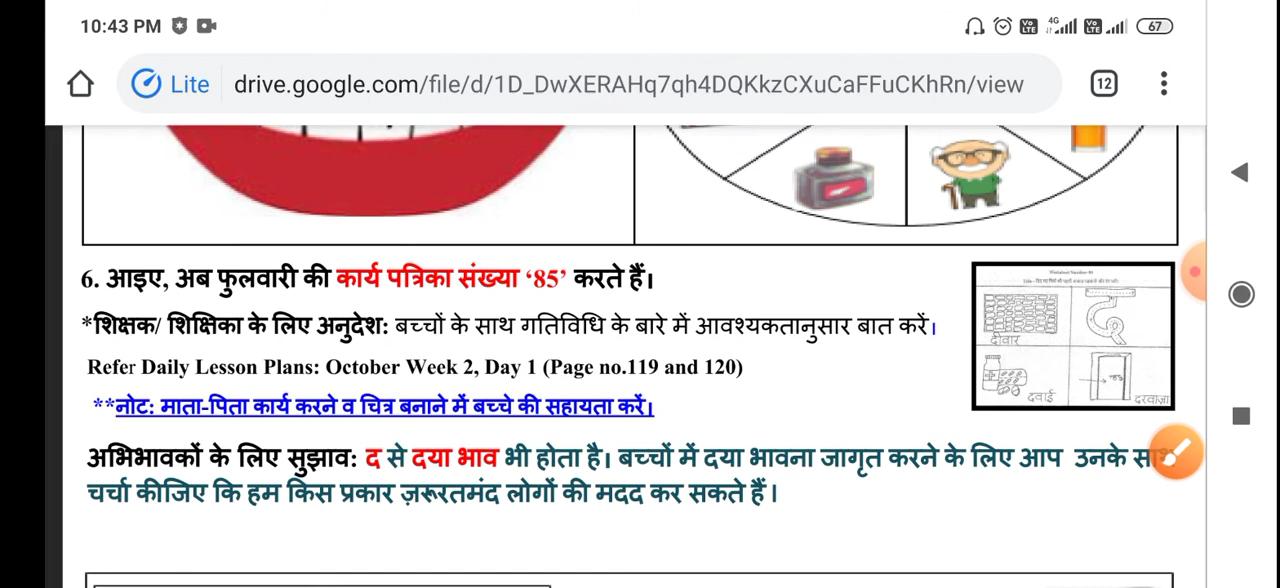 10:43 PM
4G
67
Lite
drive.google.com/file/d/1D_DwXERAHq7qh4DQKkzCXuCaFFuCKhRn/view
12
6. आइए, अब फुलवारी की कार्य पत्रिका संख्या ‘85’ करते हैं।
*शिक्षक/ शिक्षिका के लिए अनुदेश: बच्चों के साथ गतिविधि के बारे में आवश्यकतानुसार बात करें।
Refer Daily Lesson Plans: October Week 2, Day 1 (Page no.119 and 120)
**नोट: माता-पिता कार्य करने व चित्र बनाने में बच्चे की सहायता करें।
दीवार
द
दवाई
दरवाज़ा
अभिभावकों के लिए सुझाव: द से दया भाव भी होता है। बच्चों में दया भावना जागृत करने के लिए आप उनके
चर्चा कीजिए कि हम किस प्रकार ज़रूरतमंद लोगों की मदद कर सकते हैं।